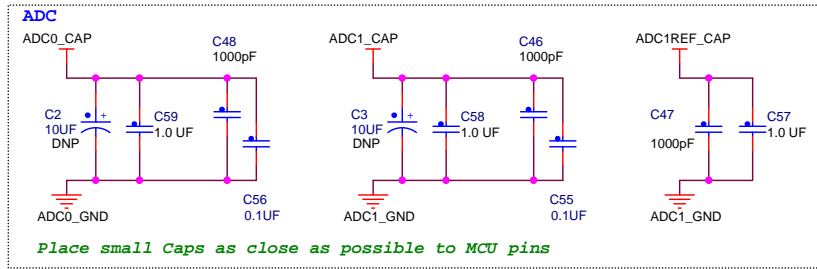 ADC
ADC0_CAP
C48
1000pF
C2
10UF
DNP
+
C59
1.0 UF
C56
0.1UF
ADC0_GND
ADC1_CAP
C46
1000pF
C3
10UF
DNP
+
C58
1.0 UF
C55
0.1UF
ADC1_GND
ADC1REF_CAP
C47
1000pF
C57
1.0 UF
ADC1_GND
Place small Caps as close as possible to MCU pins